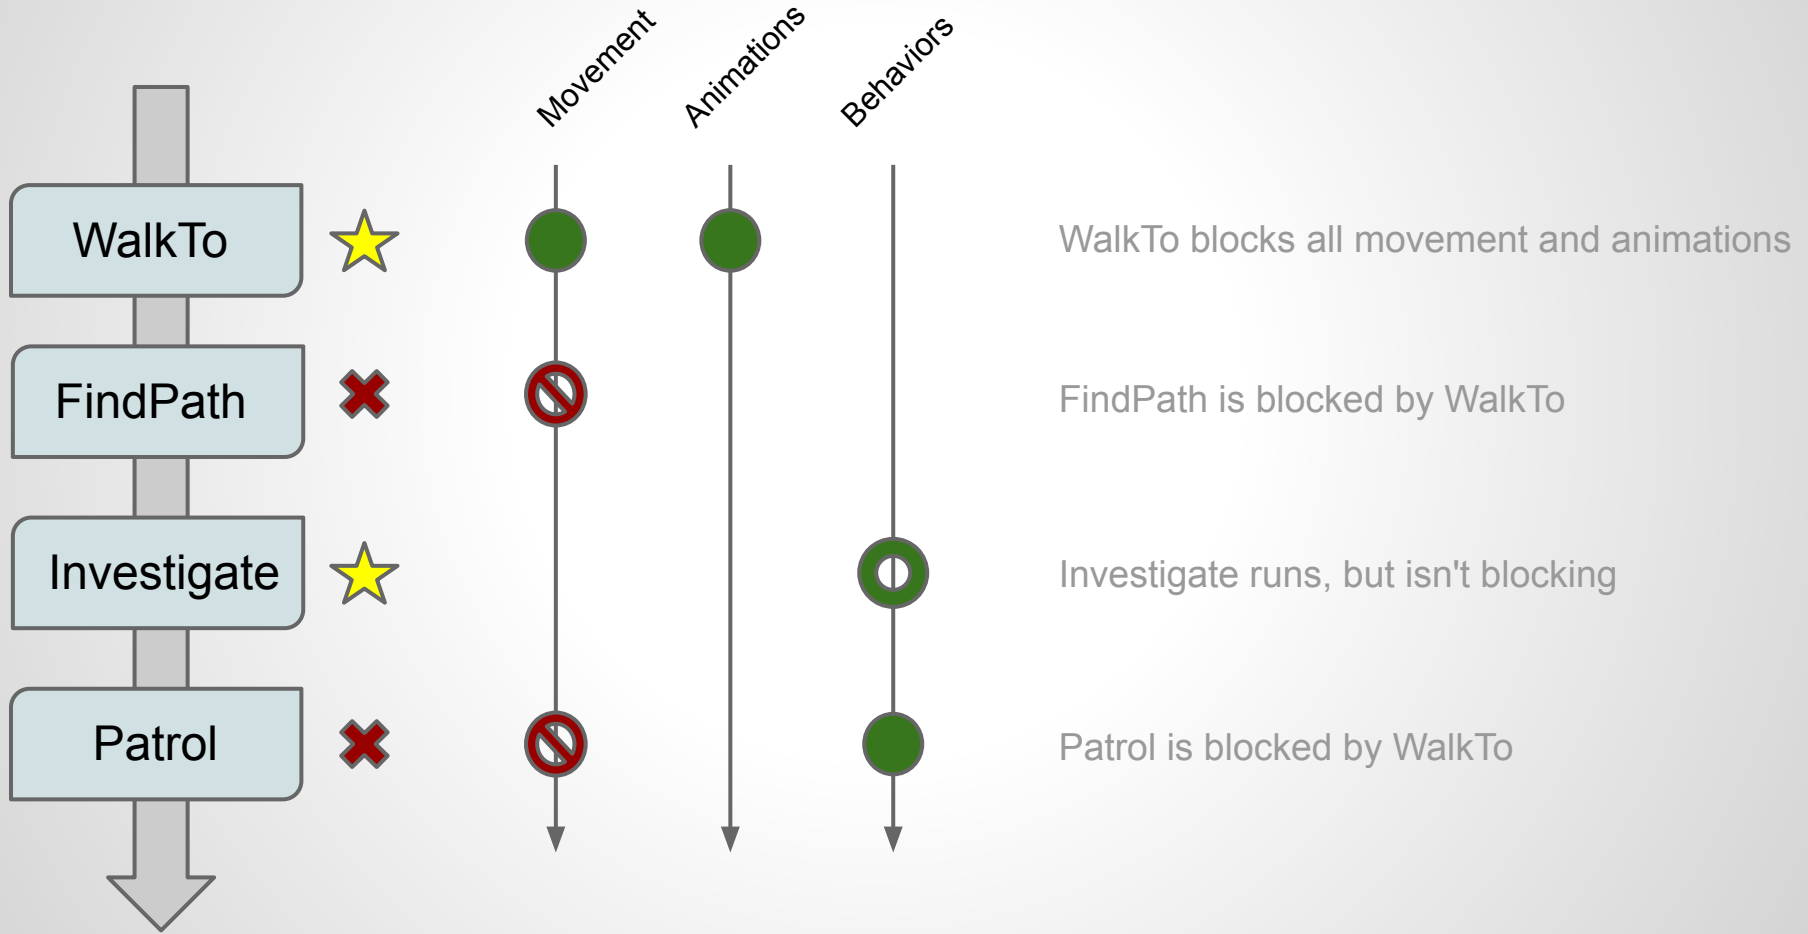 Movement
Animations
Behaviors
WalkTo
WalkTo blocks all movement and animations
FindPath
FindPath is blocked by WalkTo
Investigate
Investigate runs, but isn't blocking
Patrol
Patrol is blocked by WalkTo